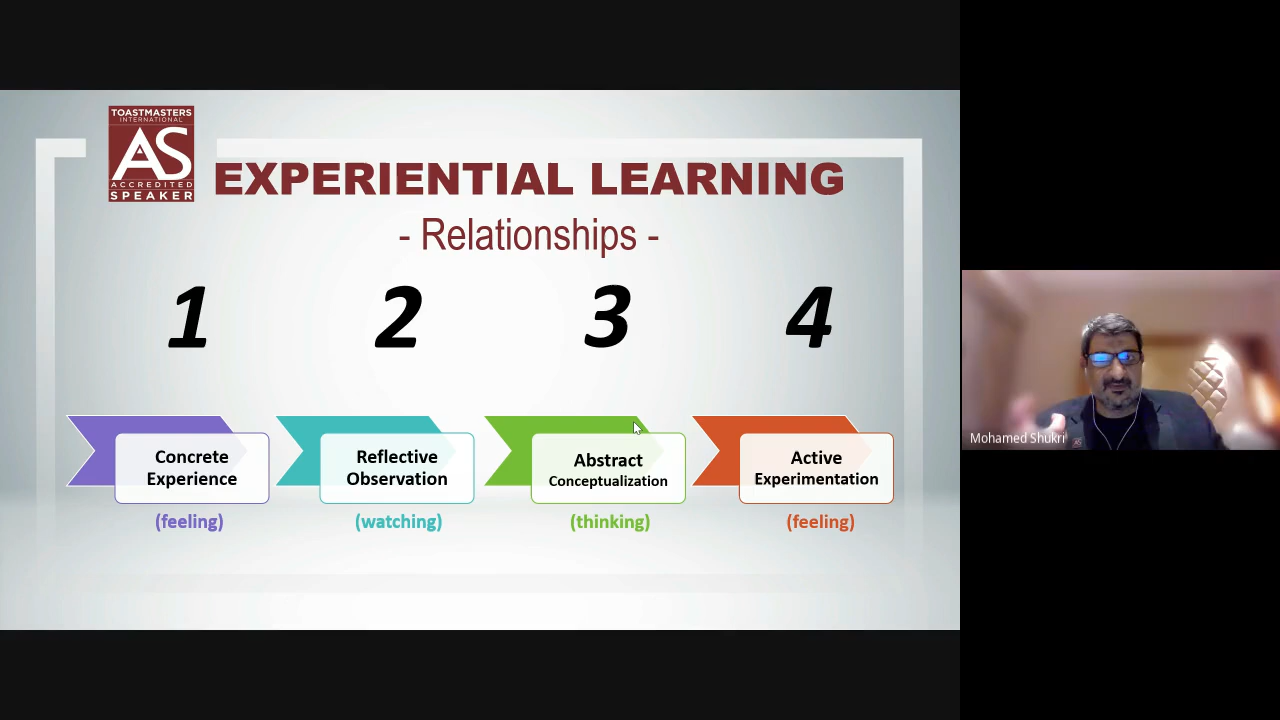 TOASTMASTERS
INTERNATIONAL
AS
ACCREDITED
SPEAKER
EXPERIENTIAL LEARNING
- Relationships -
1 2 3 4
Concrete Experience
Reflective Observation
Abstract Conceptualization
Active Experimentation
(feeling) (watching) (thinking) (feeling)
Mohamed Shukri
AS